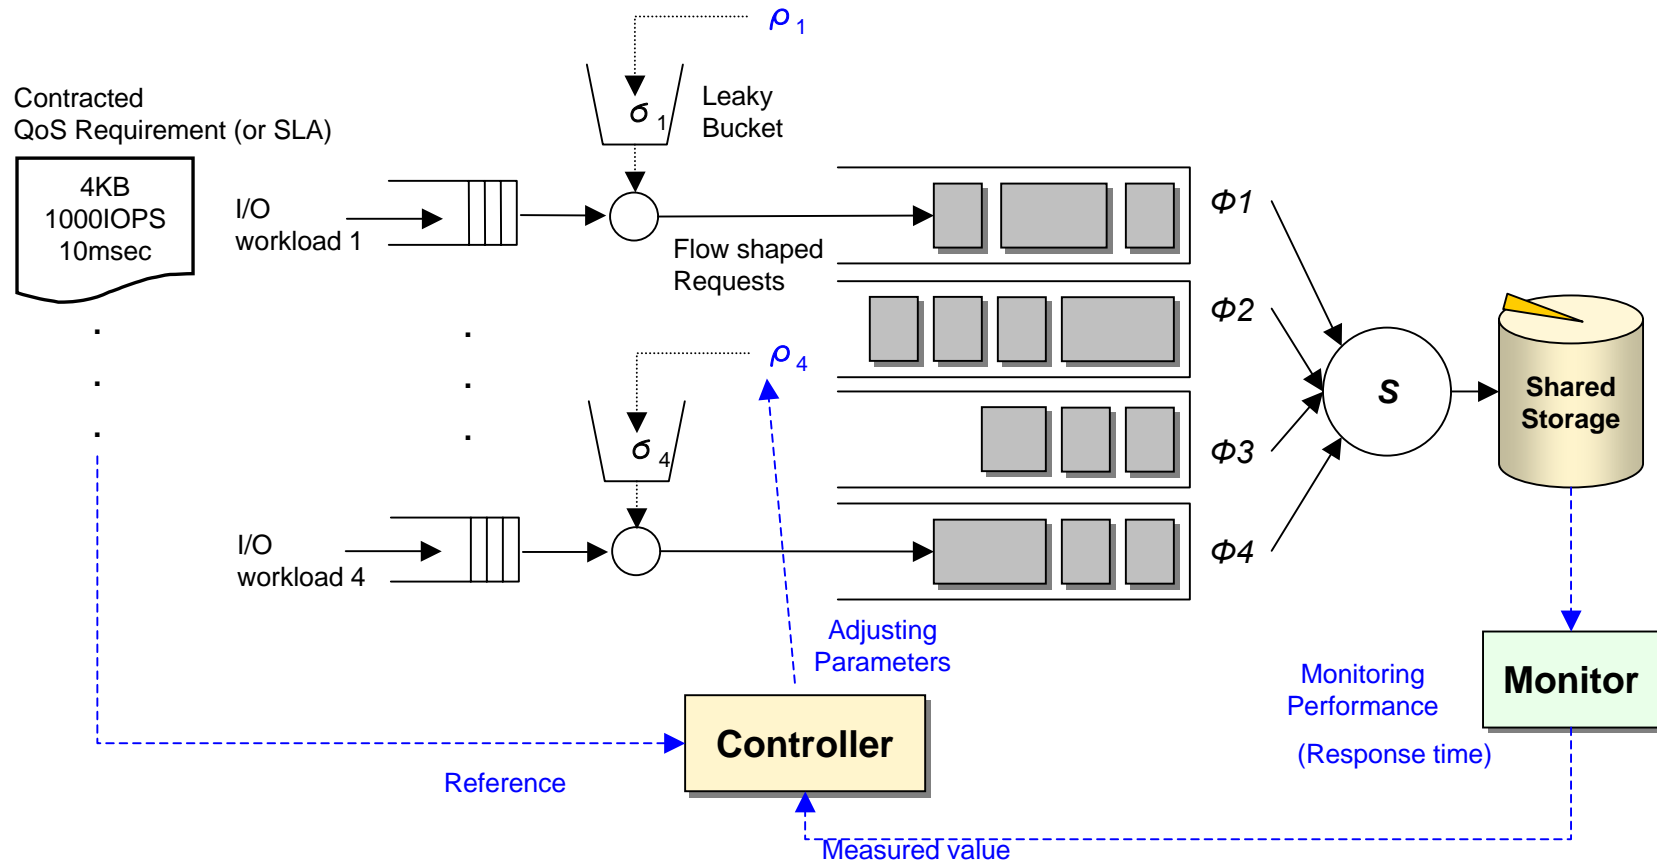 ρ 1
Contracted
QoS Requirement (or SLA)
4KB
1000IOPS
10msec
σ 1
Leaky
Bucket
I/O
workload 1
Flow shaped
Requests
Φ1
Φ2
Φ3
Φ4
.
.
.
.
.
.
ρ 4
σ 4
S
Shared
Storage
I/O
workload 4
Adjusting
Parameters
Controller
Reference
Monitoring
Performance
(Response time)
Monitor
Measured value